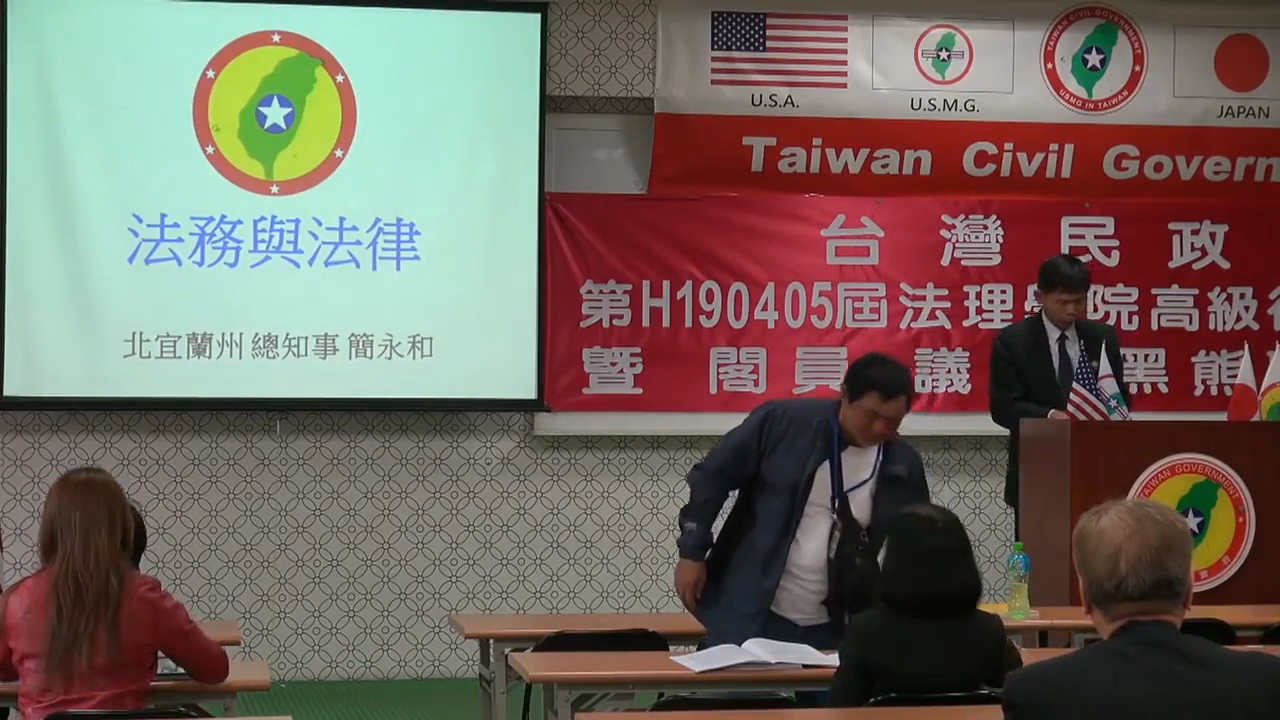 法務與法律
北宜蘭州 總知事 簡永和
U.S.A.
U.S.M.G.
TAIWAN CIVIL GOVERNMENT
USMG IN TAIWAN
JAPAN
Taiwan Civil Govern
台灣民政
第H190405屆法理學院高級
暨閣員議 黑熊
TAIWAN GOVERNMENT